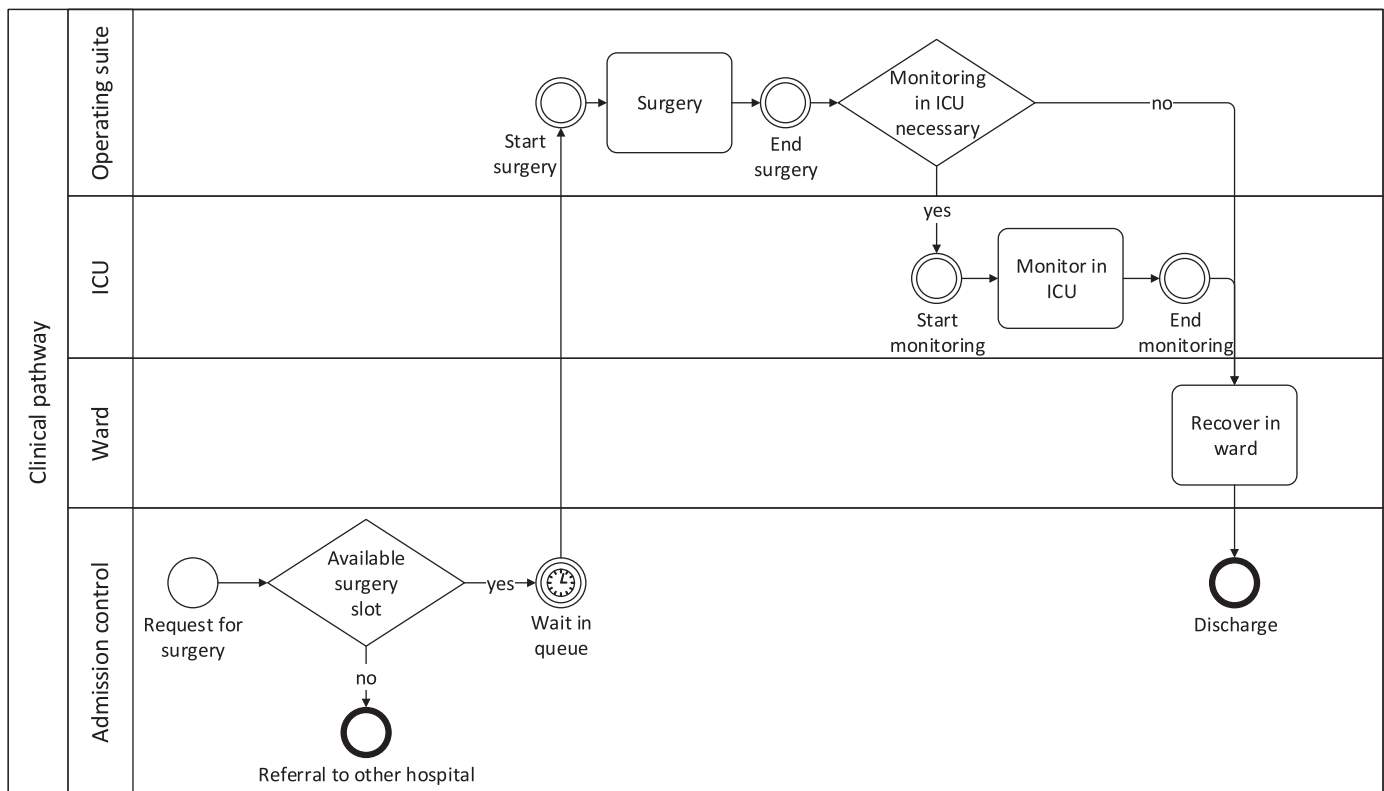 Clinical pathway
Operating suite
Start
surgery
Surgery
End
surgery
Monitoring
in ICU
necessary
no
yes
ICU
Start
monitoring
Monitor in
ICU
End
monitoring
Ward
Recover in
ward
Admission control
Request for
surgery
Available
surgery
slot
yes
no
Wait in
queue
Referral to other hospital
Discharge